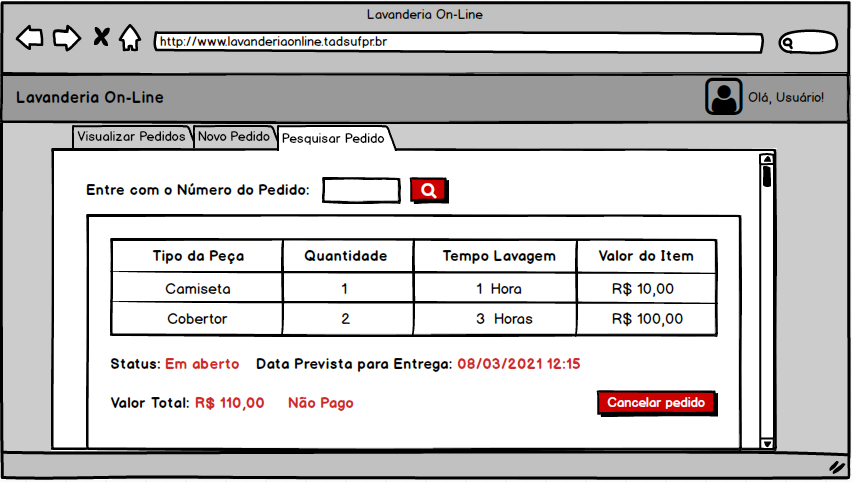 Lavanderia On-Line
http://www.lavanderiaonline.tadsufpr.br
Lavanderia On-Line
Olá, Usuário!
Visualizar Pedidos Novo Pedido Pesquisar Pedido
Entre com o Número do Pedido:
Tipo da Peça Quantidade Tempo Lavagem Valor do Item
Camiseta 1 1 Hora R$ 10,00
Cobertor 2 3 Horas R$ 100,00
Status: Em aberto Data Prevista para Entrega: 08/03/2021 12:15
Valor Total: R$ 110,00 Não Pago Cancelar pedido